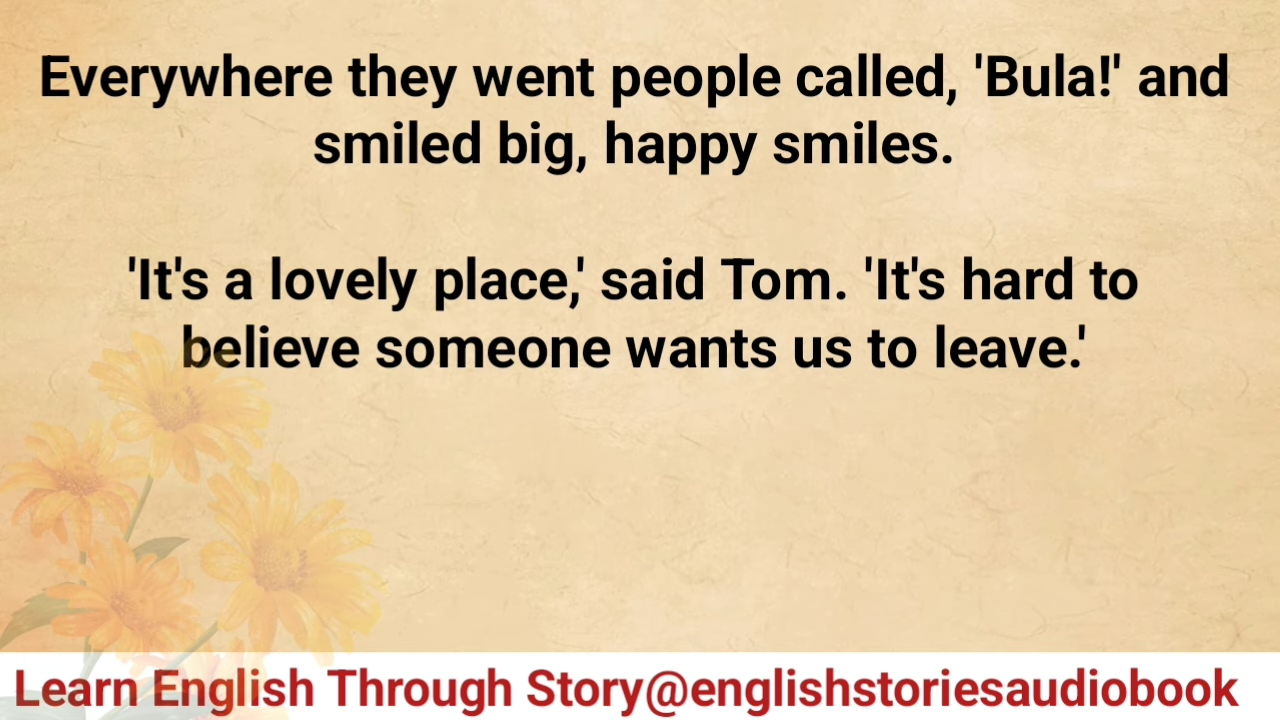 Everywhere they went people called, 'Bula!' and
smiled big, happy smiles.
'It's a lovely place,' said Tom. 'It's hard to
believe someone wants us to leave.'
Learn English Through Story@englishstoriesaudiobook